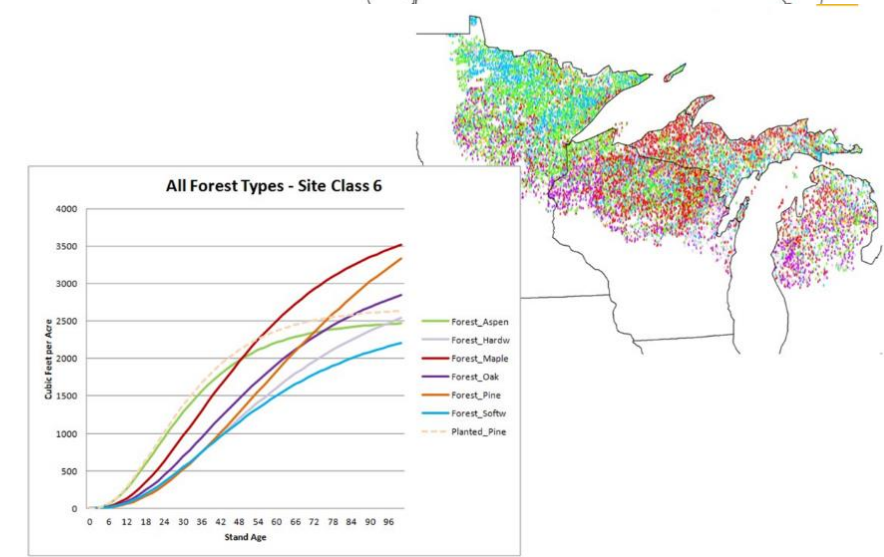 All Forest Types - Site Class 6
4000
3500
3000
2500
2000
1500
1000
500
0
Cubic Feet per Acre
0 6 12 18 24 30 36 42 48 54 60 66 72 78 84 90 96
Stand Age
Forest_Aspen
Forest_Hardw
Forest_Maple
Forest_Oak
Forest_Pine
Forest_Softw
Planted_Pine